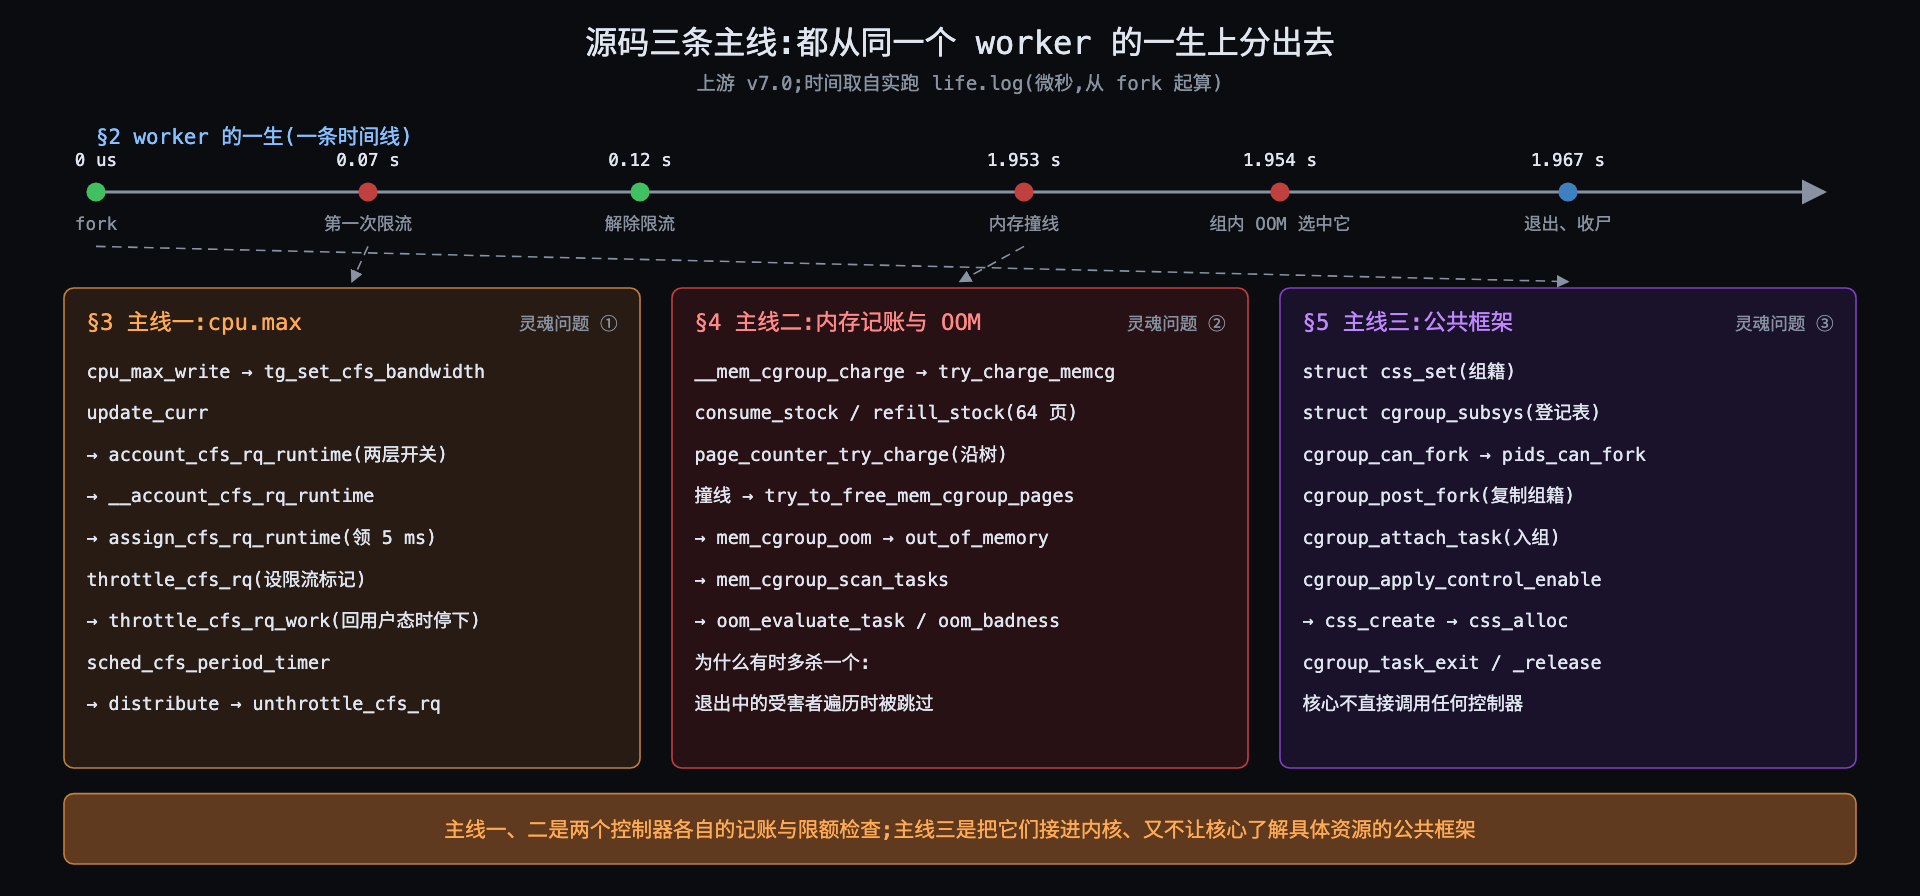 源码三条主线:都从同一个 worker 的一生上分出去
上游 v7.0;时间取自实跑 life.log(微秒,从 fork 起算)
§2 worker 的一生(一条时间线)
0 us
0.07 s
0.12 s
1.953 s
1.954 s
1.967 s
fork
第一次限流
解除限流
内存撞线
组内 OOM 选中它
退出、收尸
§3 主线一:cpu.max
灵魂问题 ①
cpu_max_write → tg_set_cfs_bandwidth
update_curr
→ account_cfs_rq_runtime(两层开关)
→ __account_cfs_rq_runtime
→ assign_cfs_rq_runtime(领 5 ms)
throttle_cfs_rq(设限流标记)
→ throttle_cfs_rq_work(回用户态时停下)
sched_cfs_period_timer
→ distribute → unthrottle_cfs_rq
§4 主线二:内存记账与 OOM
灵魂问题 ②
__mem_cgroup_charge → try_charge_memcg
consume_stock / refill_stock(64 页)
page_counter_try_charge(沿树)
撞线 → try_to_free_mem_cgroup_pages
→ mem_cgroup_oom → out_of_memory
→ mem_cgroup_scan_tasks
→ oom_evaluate_task / oom_badness
为什么有时多杀一个:
退出中的受害者遍历时被跳过
§5 主线三:公共框架
灵魂问题 ③
struct css_set(组籍)
struct cgroup_subsys(登记表)
cgroup_can_fork → pids_can_fork
cgroup_post_fork(复制组籍)
cgroup_attach_task(入组)
cgroup_apply_control_enable
→ css_create → css_alloc
cgroup_task_exit / _release
核心不直接调用任何控制器
主线一、二是两个控制器各自的记账与限额检查;主线三是把它们接进内核、又不让核心了解具体资源的公共框架